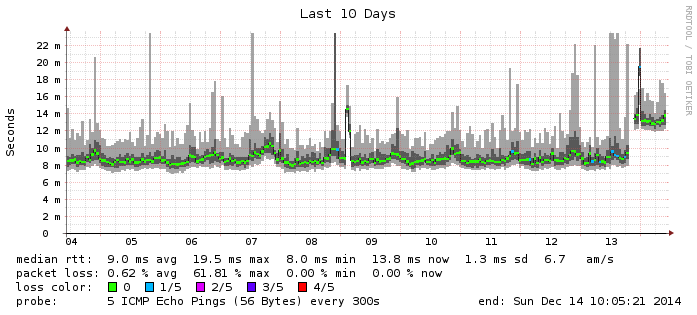 Last 10 Days
RRDTOOL / TOBI OETIKER
Seconds
22 m
20 m
18 m
16 m
14 m
12 m
10 m
8 m
6 m
4 m
2 m
0
04 05 06 07 08 09 10 11 12 13
median rtt: 9.0 ms avg 19.5 ms max 8.0 ms min 13.8 ms now 1.3 ms sd 6.7 am/s
packet loss: 0.62 % avg 61.81 % max 0.00 % min 0.00 % now
loss color: 0 1/5 2/5 3/5 4/5
probe: 5 ICMP Echo Pings (56 Bytes) every 300s end: Sun Dec 14 10:05:21 2014